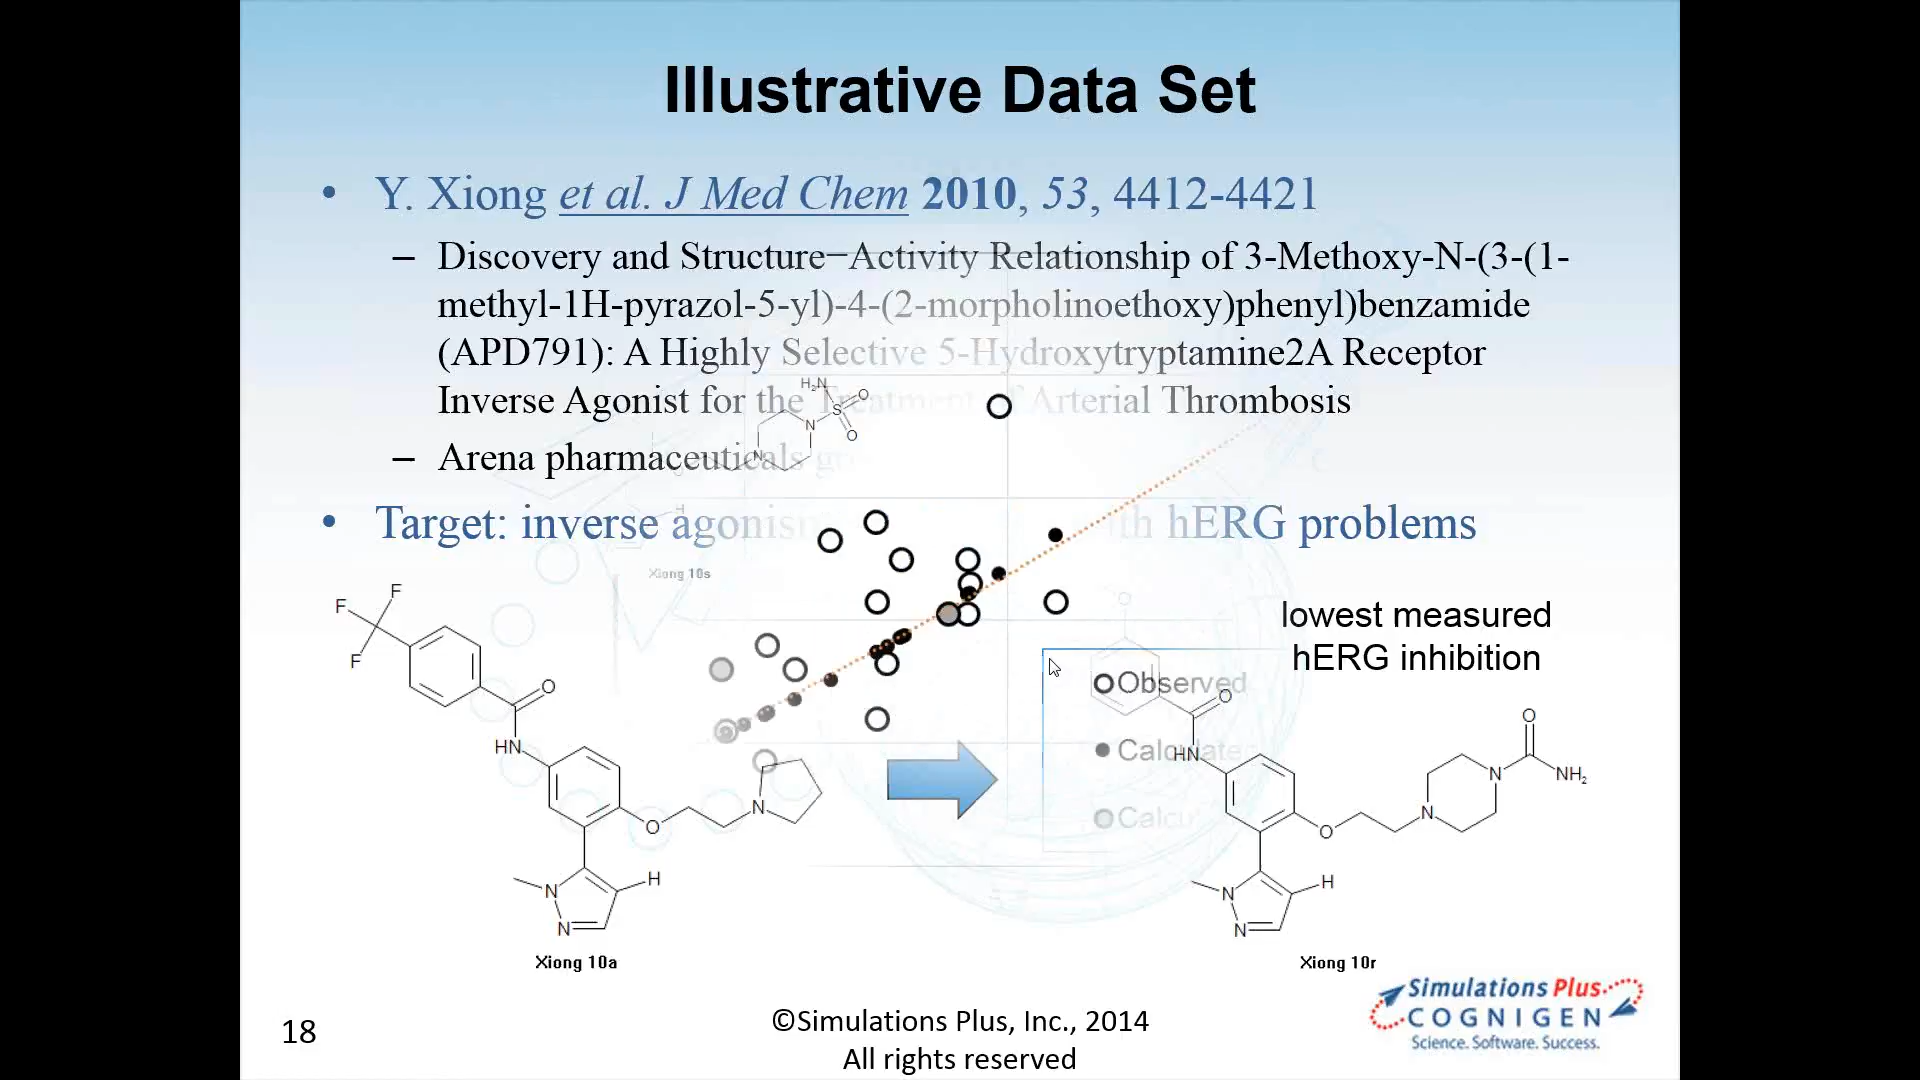 Illustrative Data Set
• Y. Xiong et al. J Med Chem 2010, 53, 4412-4421
– Discovery and Structure−Activity Relationship of 3-Methoxy-N-(3-(1-
methyl-1H-pyrazol-5-yl)-4-(2-morpholinoethoxy)phenyl)benzamide
(APD791): A Highly Selective 5-Hydroxytryptamine2A Receptor
Inverse Agonist for the Treatment of Arterial Thrombosis
– Arena pharmaceuticals
• Target: inverse agonism with hERG problems
H₂N
S
O
O
N
N
H
Xiong 10s
F
F
F
O
HN
O
N
N
N
H
Xiong 10a
lowest measured
hERG inhibition
Observed
Calculated
O
O
HN
O
N
N
O
NH₂
N
N
H
Xiong 10r
Simulations Plus
COGNIGEN
Science. Software. Success.
18
©Simulations Plus, Inc., 2014
All rights reserved